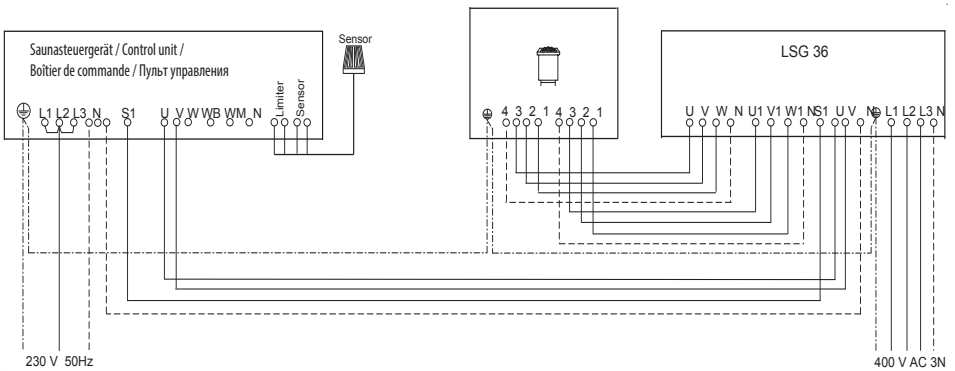 Saunasteuergerät / Control unit /
Boîtier de commande / Пульт управления
Sensor
LSG 36
L1 L2 L3 N S1 U V W WB WM N Limiter Sensor
4 3 2 1 4 3 2 1
U V W N U1 V1 W1 N S1 U V N L1 L2 L3 N
230 V 50Hz
400 V AC 3N